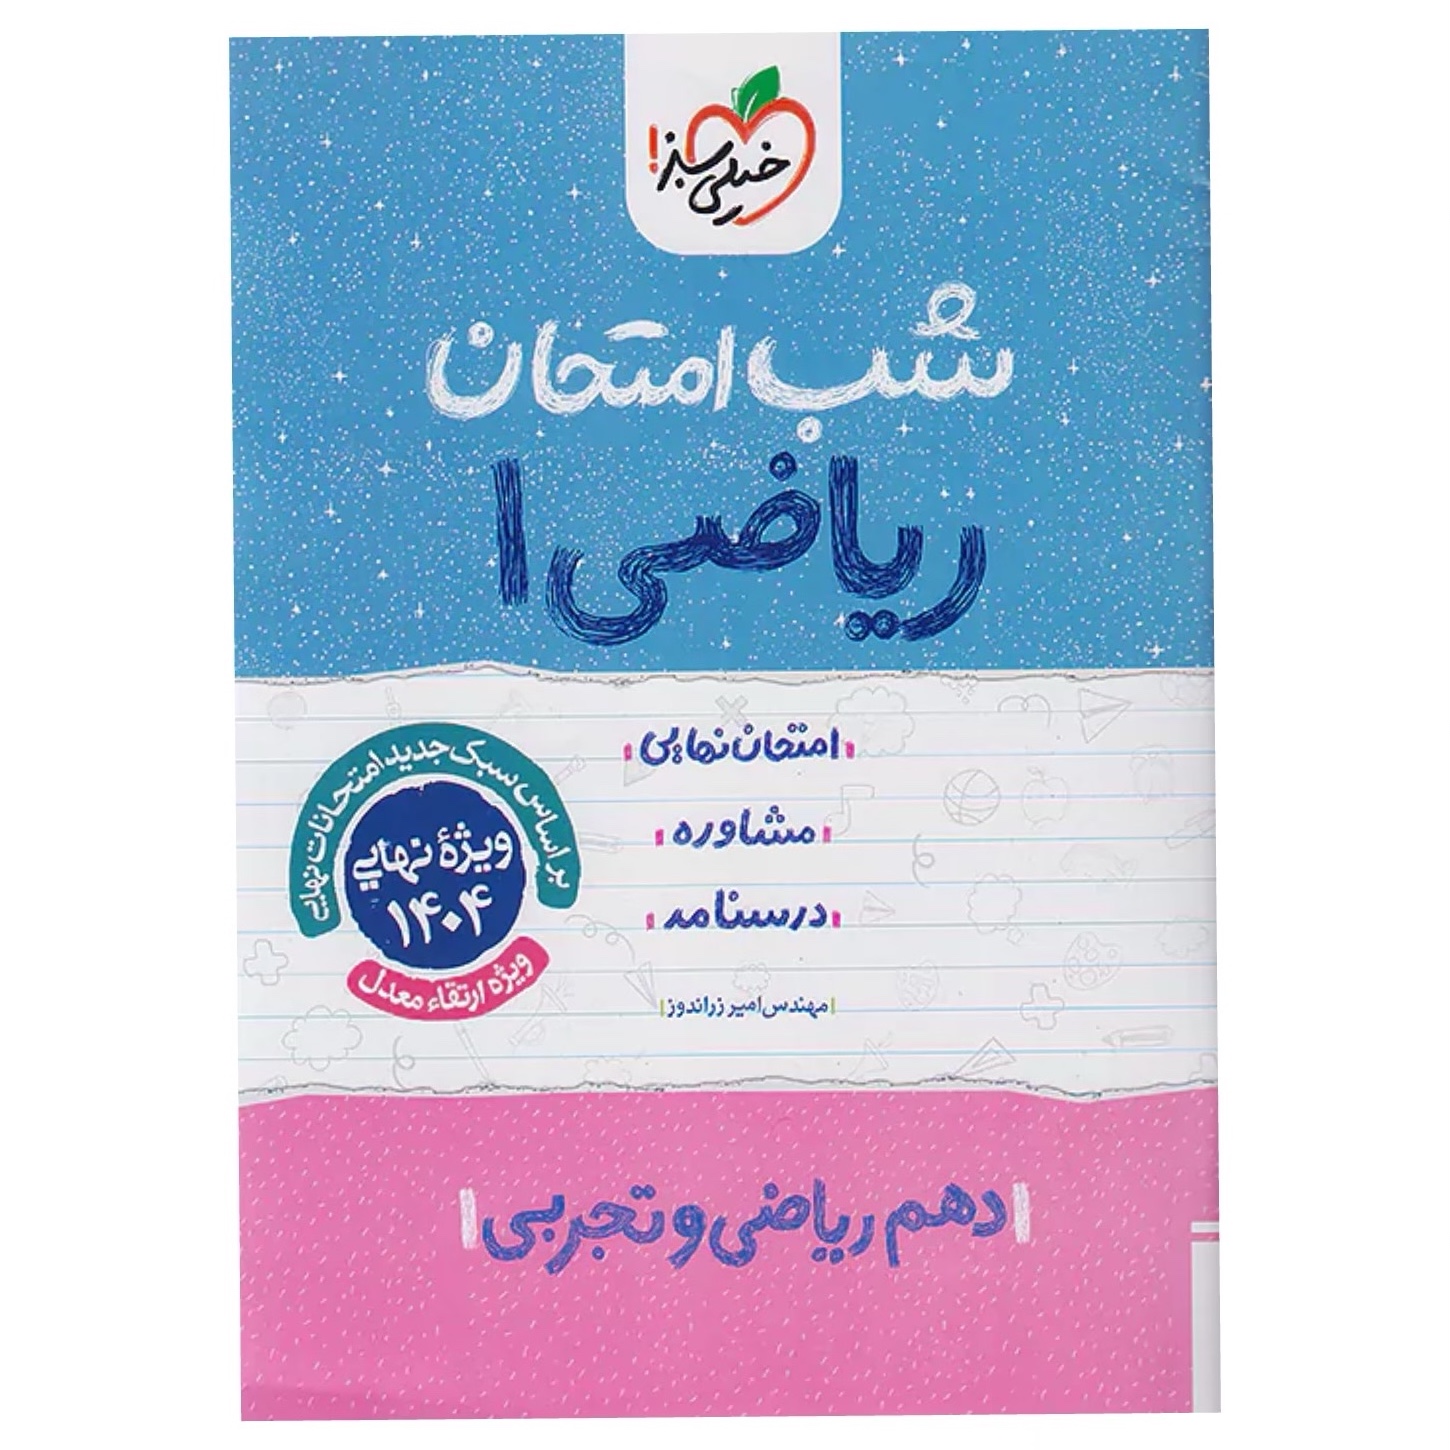 خیلی سبز!
شب امتحان
ریاضی ۱
امتحان نهایی
مشاوره
درسنامه
مهندس امیر زراندوز
بر اساس سبک جدید امتحانات نهایی
ویژهٔ نهایی
۱۴۰۴
ویژه ارتقاء معدل
دهم ریاضی و تجربی